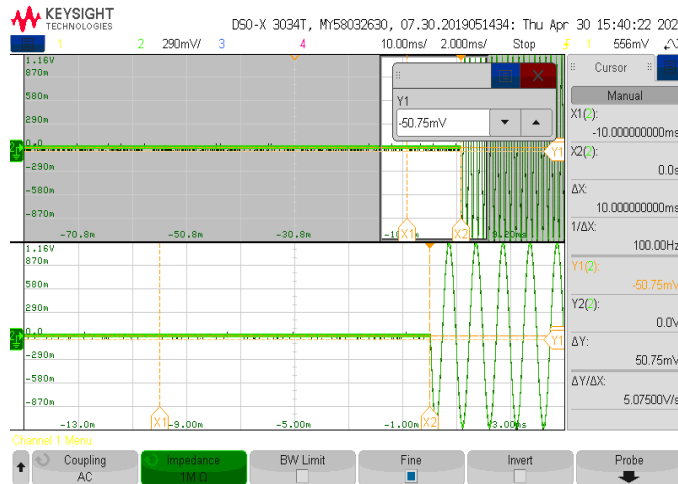 KEYSIGHT
TECHNOLOGIES
DSO-X 3034T, MY58032630, 07.30.2019051434: Thu Apr 30 15:40:22 202
1 2 290mV/ 3 4 10.00ms/ 2.000ms/ Stop 1 556mV
1.16V
870m
580m
290m
0.0
-290m
-580m
-870m
-70.8m -50.8m -30.8m 9.20ms
X1 X2
Y1
Y1
-50.75mV
1.16V
870m
580m
290m
0.0
-290m
-580m
-870m
-13.0m -9.00m -5.00m -1.00m 3.00ms
X1 X2
Y1
Cursor
Manual
X1(2):
-10.000000000ms
X2(2):
0.0s
ΔX:
10.000000000ms
1/ΔX:
100.00Hz
Y1(2):
-50.75mV
Y2(2):
0.0V
ΔY:
50.75mV
ΔY/ΔX:
5.07500V/s
Channel 1 Menu
Coupling
AC
Impedance
1M Ω
BW Limit
Fine
Invert
Probe